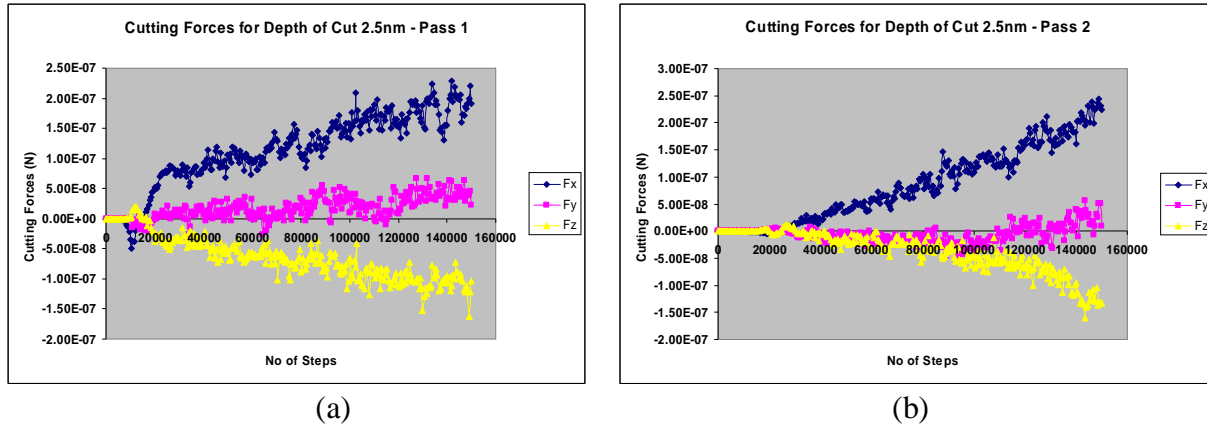 Cutting Forces for Depth of Cut 2.5nm - Pass 1
2.50E-07
2.00E-07
1.50E-07
1.00E-07
5.00E-08
0.00E+00
-5.00E-08
-1.00E-07
-1.50E-07
-2.00E-07
Cutting Forces (N)
0 20000 40000 60000 80000 100000 120000 140000 160000
No of Steps
Fx
Fy
Fz
(a)
Cutting Forces for Depth of Cut 2.5nm - Pass 2
3.00E-07
2.50E-07
2.00E-07
1.50E-07
1.00E-07
5.00E-08
0.00E+00
-5.00E-08
-1.00E-07
-1.50E-07
-2.00E-07
Cutting Forces (N)
0 20000 40000 60000 80000 100000 120000 140000 160000
No of Steps
Fx
Fy
Fz
(b)